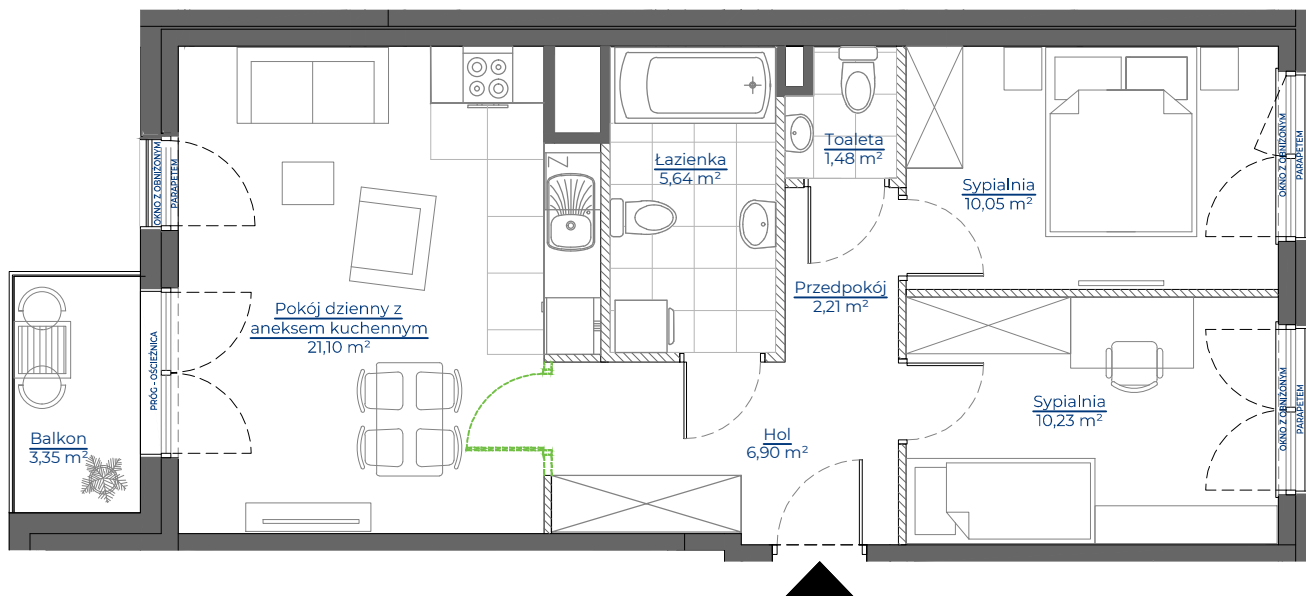 Toaleta
1,48 m²
Łazienka
5,64 m²
Sypialnia
10,05 m²
OKNO Z OBNIŻONYM
PARAPETEM
OKNO Z OBNIŻONYM
PARAPETEM
Z
Przedpokój
2,21 m²
Pokój dzienny z
aneksem kuchennym
21,10 m²
PRÓG - OŚCIEŻNICA
Sypialnia
10,23 m²
OKNO Z OBNIŻONYM
PARAPETEM
Balkon
3,35 m²
Hol
6,90 m²